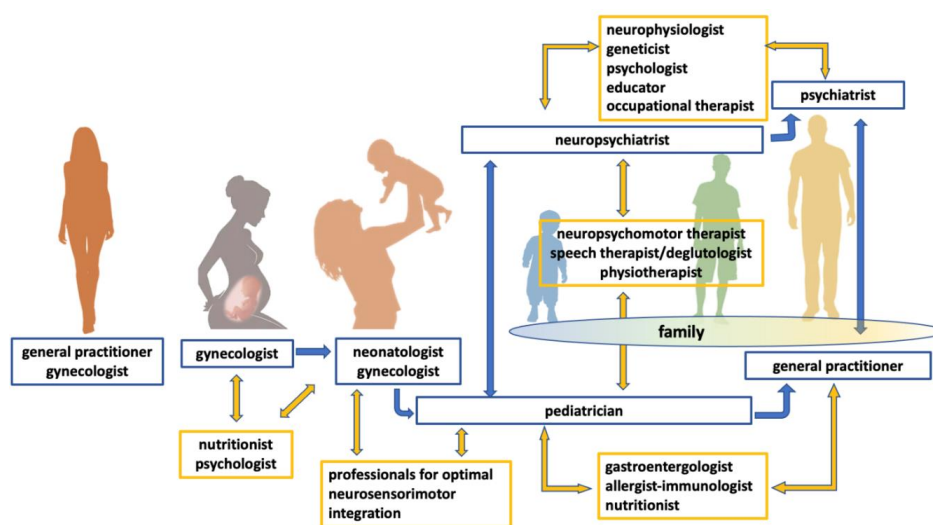 neurophysiologist
geneticist
psychologist
educator
occupational therapist
psychiatrist
neuropsychiatrist
neuropsychomotor therapist
speech therapist/deglutologist
physiotherapist
family
general practitioner
gynecologist
gynecologist
neonatologist
gynecologist
general practitioner
pediatrician
nutritionist
psychologist
professionals for optimal
neurosensorimotor
integration
gastroentergologist
allergist-immunologist
nutritionist